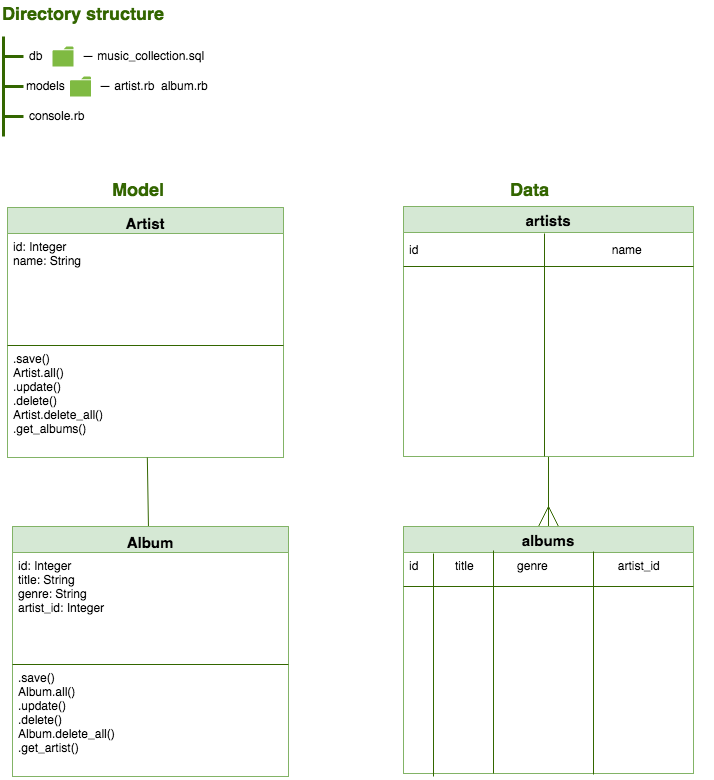 Directory structure
db — music_collection.sql
models — artist.rb album.rb
console.rb
Model
Artist
id: Integer
name: String
.save()
Artist.all()
.update()
.delete()
Artist.delete_all()
.get_albums()
Album
id: Integer
title: String
genre: String
artist_id: Integer
.save()
Album.all()
.update()
.delete()
Album.delete_all()
.get_artist()
Data
artists
id name
albums
id title genre artist_id